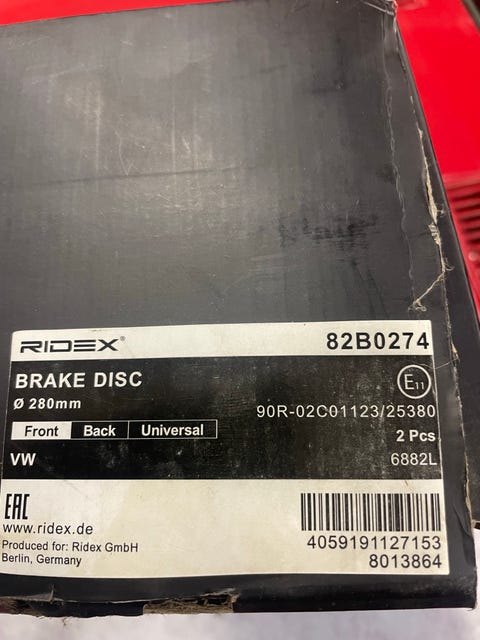 RIDEX®
82B0274
BRAKE DISC
Ø 280mm
E11
90R-02C01123/25380
Front Back Universal
2 Pcs
VW
6882L
EAC
www.ridex.de
Produced for: Ridex GmbH
Berlin, Germany
4059191127153
8013864